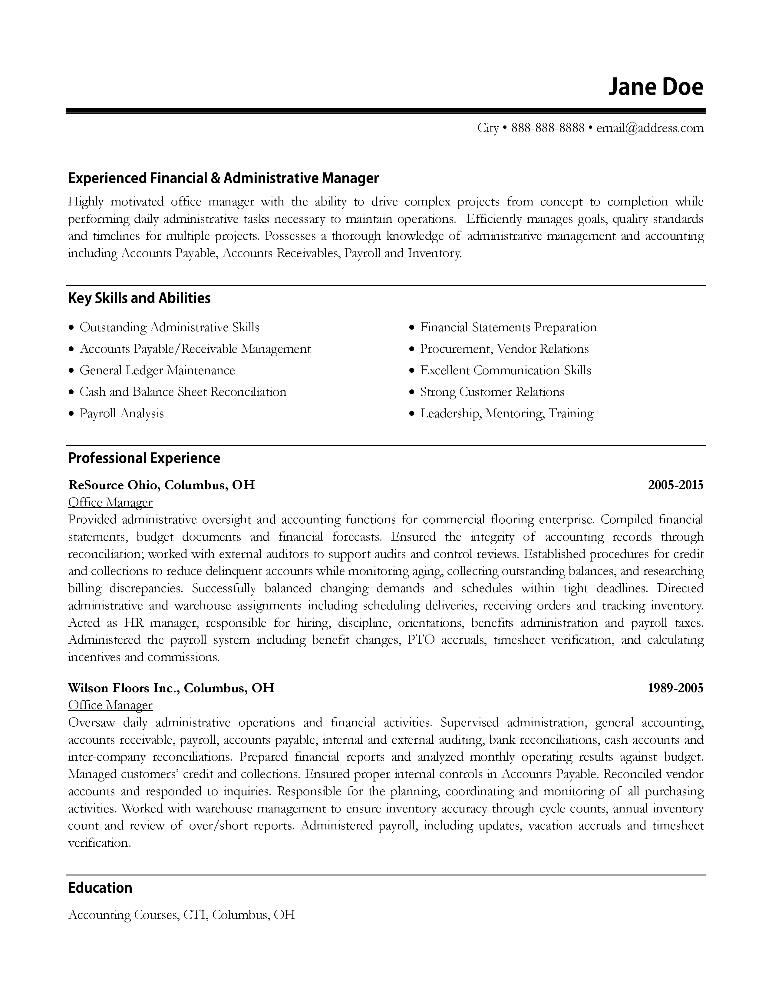 Jane Doe
City • 888-888-8888 • email@address.com
Experienced Financial & Administrative Manager
Highly motivated office manager with the ability to drive complex projects from concept to completion while
performing daily administrative tasks necessary to maintain operations. Efficiently manages goals, quality standards
and timelines for multiple projects. Possesses a thorough knowledge of administrative management and accounting
including Accounts Payable, Accounts Receivables, Payroll and Inventory.
Key Skills and Abilities
• Outstanding Administrative Skills
• Accounts Payable/Receivable Management
• General Ledger Maintenance
• Cash and Balance Sheet Reconciliation
• Payroll Analysis
• Financial Statements Preparation
• Procurement, Vendor Relations
• Excellent Communication Skills
• Strong Customer Relations
• Leadership, Mentoring, Training
Professional Experience
ReSource Ohio, Columbus, OH 2005-2015
Office Manager
Provided administrative oversight and accounting functions for commercial flooring enterprise. Compiled financial
statements, budget documents and financial forecasts. Ensured the integrity of accounting records through
reconciliation; worked with external auditors to support audits and control reviews. Established procedures for credit
and collections to reduce delinquent accounts while monitoring aging, collecting outstanding balances, and researching
billing discrepancies. Successfully balanced changing demands and schedules within tight deadlines. Directed
administrative and warehouse assignments including scheduling deliveries, receiving orders and tracking inventory.
Acted as HR manager, responsible for hiring, discipline, orientations, benefits administration and payroll taxes.
Administered the payroll system including benefit changes, PTO accruals, timesheet verification, and calculating
incentives and commissions.
Wilson Floors Inc., Columbus, OH 1989-2005
Office Manager
Oversaw daily administrative operations and financial activities. Supervised administration, general accounting,
accounts receivable, payroll, accounts payable, internal and external auditing, bank reconciliations, cash accounts and
inter-company reconciliations. Prepared financial reports and analyzed monthly operating results against budget.
Managed customers' credit and collections. Ensured proper internal controls in Accounts Payable. Reconciled vendor
accounts and responded to inquiries. Responsible for the planning, coordinating and monitoring of all purchasing
activities. Worked with warehouse management to ensure inventory accuracy through cycle counts, annual inventory
count and review of over/short reports. Administered payroll, including updates, vacation accruals and timesheet
verification.
Education
Accounting Courses, CTI, Columbus, OH